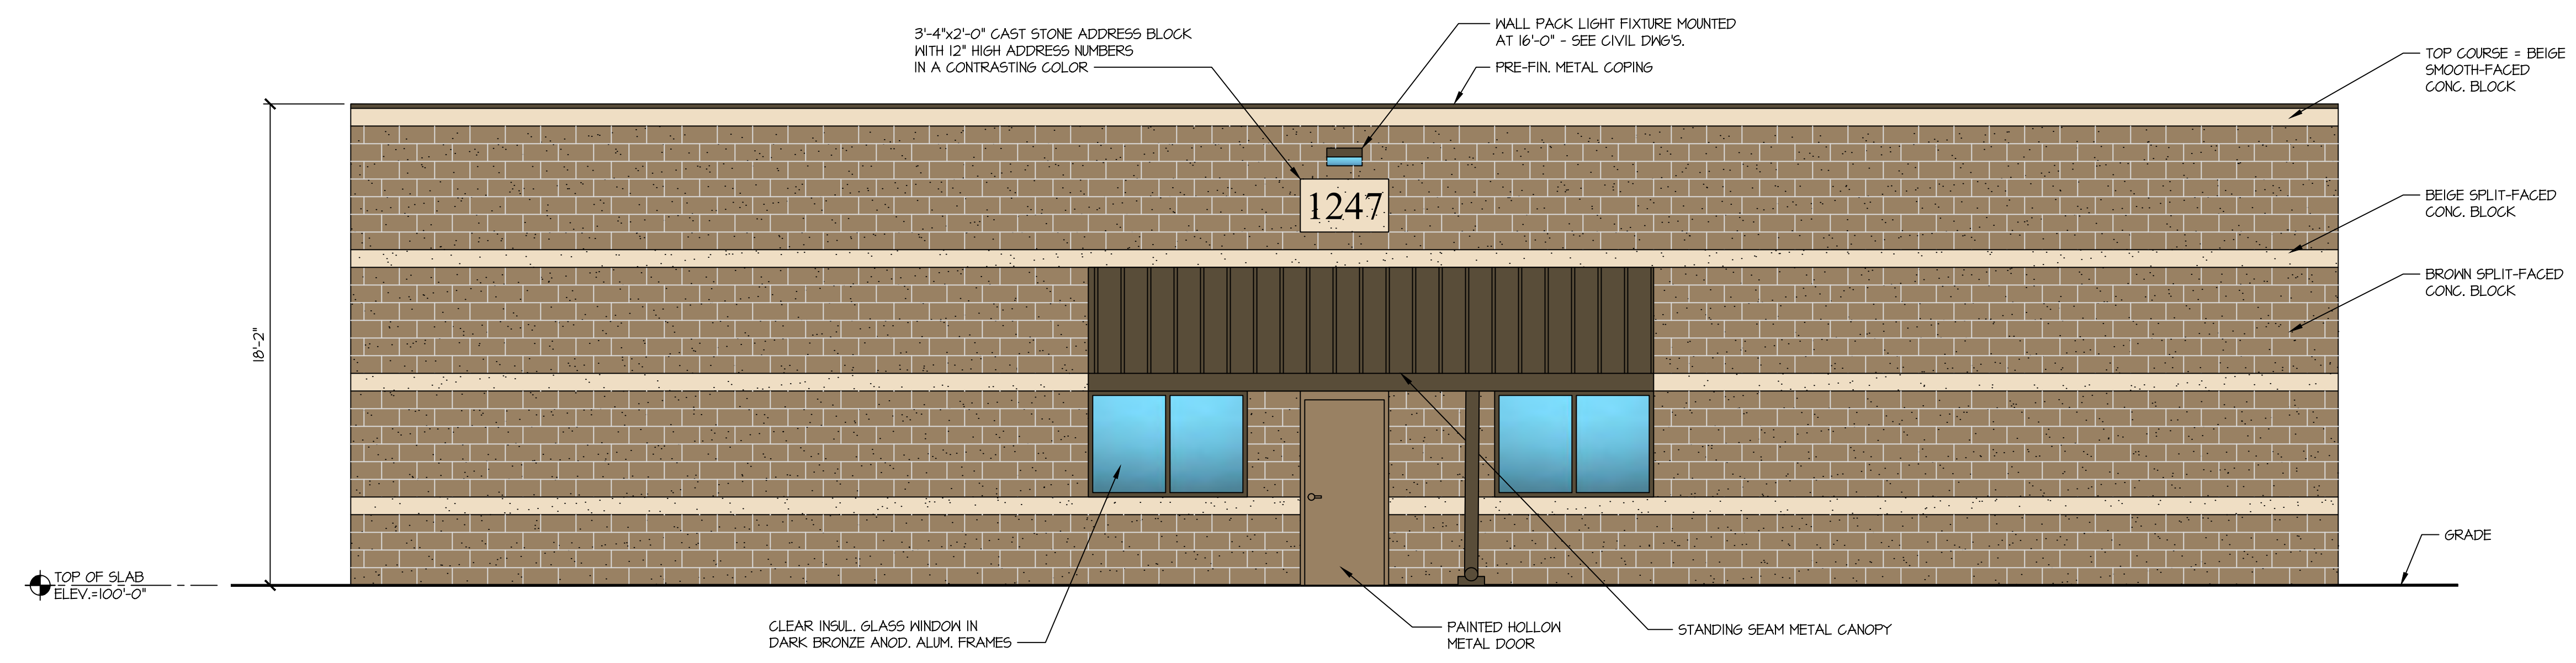 3'-4"x2'-0" CAST STONE ADDRESS BLOCK
WITH 12" HIGH ADDRESS NUMBERS
IN A CONTRASTING COLOR
WALL PACK LIGHT FIXTURE MOUNTED
AT 16'-0" - SEE CIVIL DWG'S.
PRE-FIN. METAL COPING
TOP COURSE = BEIGE
SMOOTH-FACED
CONC. BLOCK
1247
BEIGE SPLIT-FACED
CONC. BLOCK
BROWN SPLIT-FACED
CONC. BLOCK
18'-2"
GRADE
TOP OF SLAB
ELEV.=100'-0"
CLEAR INSUL. GLASS WINDOW IN
DARK BRONZE ANOD. ALUM. FRAMES
PAINTED HOLLOW
METAL DOOR
STANDING SEAM METAL CANOPY